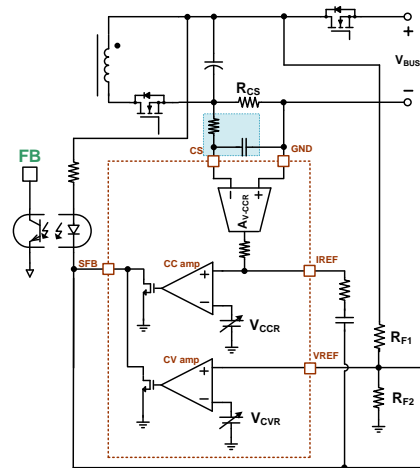 V_BUS
+
−
R_CS
CS
GND
FB
− +
A_V-CCR
SFB
CC amp
+
−
IREF
V_CCR
R_F1
CV amp
+
−
VREF
V_CVR
R_F2